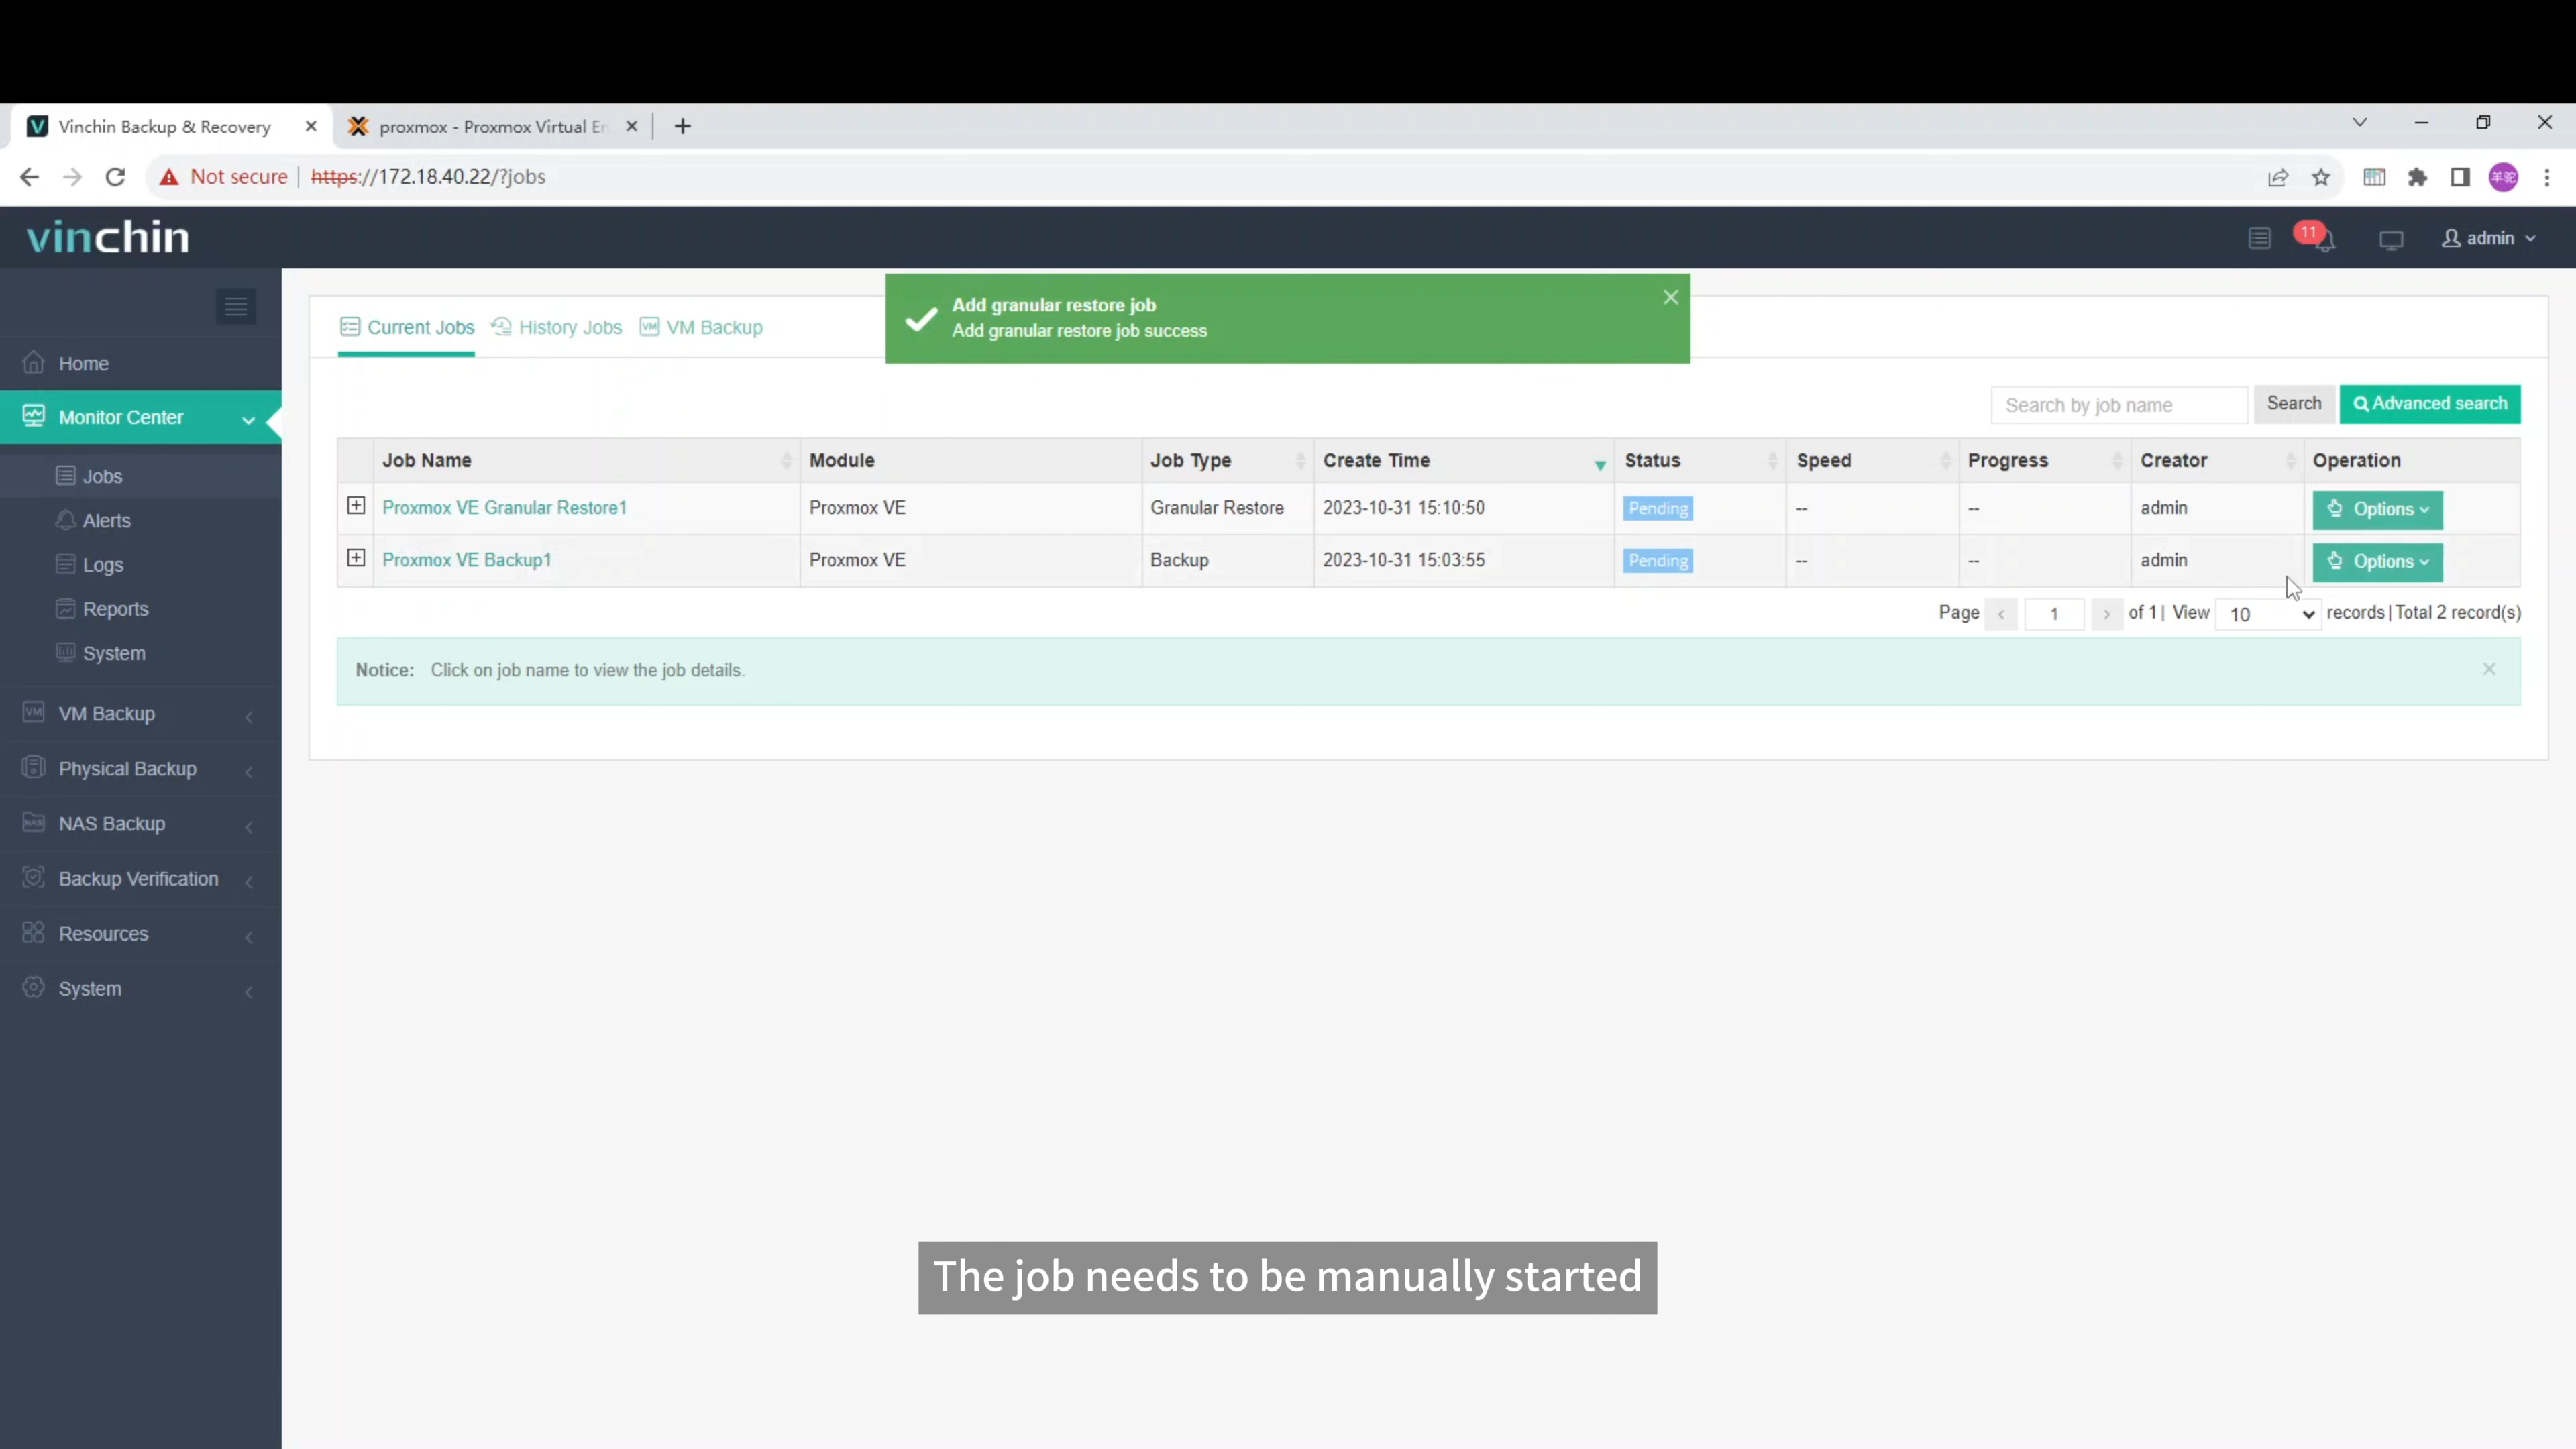 Vinchin Backup & Recovery
proxmox - Proxmox Virtual En
Not secure | https://172.18.40.22/?jobs
羊驼
vinchin
11
admin
Add granular restore job
Add granular restore job success
Current Jobs
History Jobs
VM Backup
Home
Monitor Center
Jobs
Alerts
Logs
Reports
System
VM Backup
Physical Backup
NAS Backup
Backup Verification
Resources
System
Search by job name
Search
Advanced search
Job Name Module Job Type Create Time Status Speed Progress Creator Operation
Proxmox VE Granular Restore1 Proxmox VE Granular Restore 2023-10-31 15:10:50 Pending -- -- admin Options
Proxmox VE Backup1 Proxmox VE Backup 2023-10-31 15:03:55 Pending -- -- admin Options
Page < 1 > of 1 | View 10 records | Total 2 record(s)
Notice: Click on job name to view the job details.
The job needs to be manually started